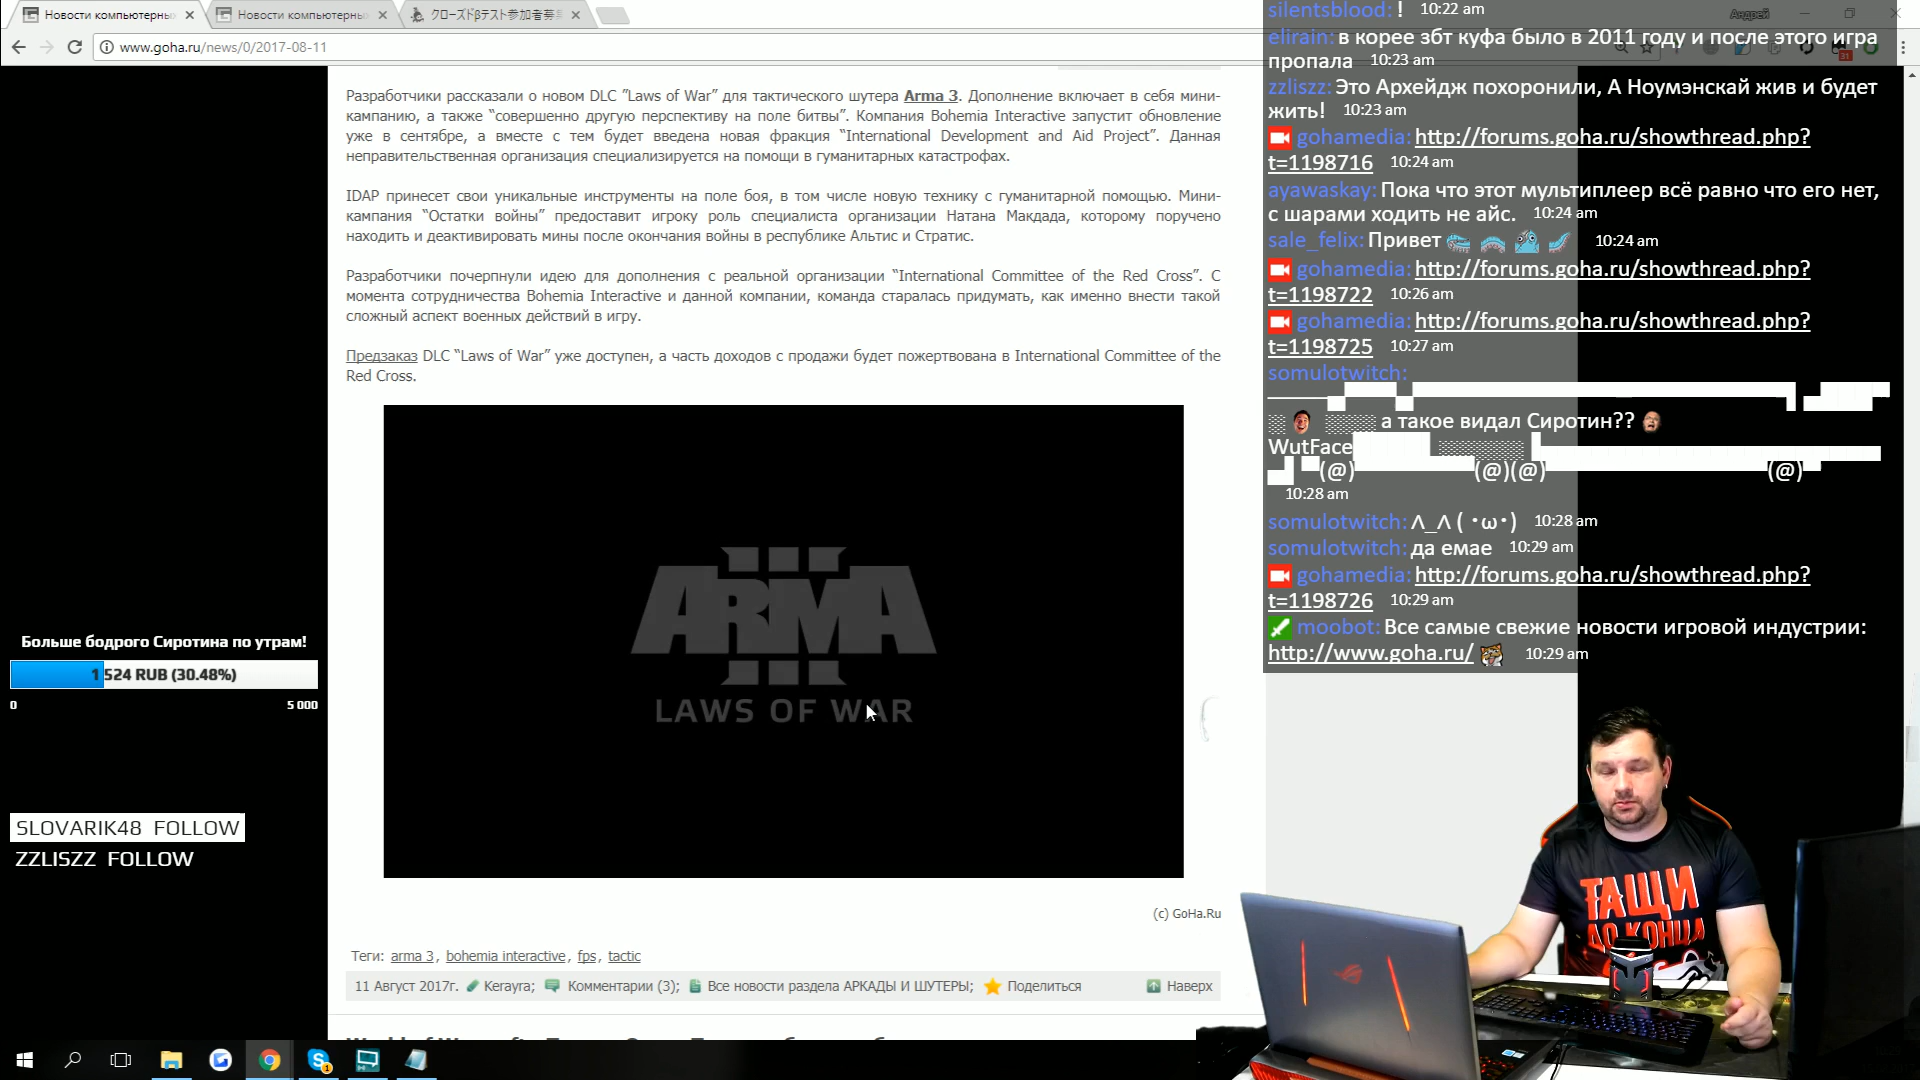 Новости компьютерны
Новости компьютерны
クローズドβテスト参加者募
www.goha.ru/news/0/2017-08-11
Андрей
Разработчики рассказали о новом DLC "Laws of War" для тактического шутера Arma 3. Дополнение включает в себя мини-
кампанию, а также "совершенно другую перспективу на поле битвы". Компания Bohemia Interactive запустит обновление
уже в сентябре, а вместе с тем будет введена новая фракция "International Development and Aid Project". Данная
неправительственная организация специализируется на помощи в гуманитарных катастрофах.
IDAP принесет свои уникальные инструменты на поле боя, в том числе новую технику с гуманитарной помощью. Мини-
кампания "Остатки войны" предоставит игроку роль специалиста организации Натана Макдада, которому поручено
находить и деактивировать мины после окончания войны в республике Альтис и Стратис.
Разработчики почерпнули идею для дополнения с реальной организации "International Committee of the Red Cross". С
момента сотрудничества Bohemia Interactive и данной компании, команда старалась придумать, как именно внести такой
сложный аспект военных действий в игру.
Предзаказ DLC "Laws of War" уже доступен, а часть доходов с продажи будет пожертвована в International Committee of the
Red Cross.
ARMA
III
LAWS OF WAR
(c) GoHa.Ru
Теги: arma 3, bohemia interactive, fps, tactic
11 Август 2017г. Kerayra; Комментарии (3); Все новости раздела АРКАДЫ И ШУТЕРЫ; Поделиться Наверх
Больше бодрого Сиротина по утрам!
1 524 RUB (30.48%)
0 5 000
SLOVARIK48 FOLLOW
ZZLISZZ FOLLOW
silentsblood: ! 10:22 am
elirain: в корее збт куфа было в 2011 году и после этого игра
пропала 10:23 am
zzliszz: Это Архейдж похоронили, А Ноумэнскай жив и будет
жить! 10:23 am
gohamedia: http://forums.goha.ru/showthread.php?
t=1198716 10:24 am
ayawaskay: Пока что этот мультиплеер всё равно что его нет,
с шарами ходить не айс. 10:24 am
sale_felix: Привет 10:24 am
gohamedia: http://forums.goha.ru/showthread.php?
t=1198722 10:26 am
gohamedia: http://forums.goha.ru/showthread.php?
t=1198725 10:27 am
somulotwitch:
а такое видал Сиротин??
WutFace
(@) (@)(@) (@)
10:28 am
somulotwitch: Λ_Λ ( ･ω･) 10:28 am
somulotwitch: да емае 10:29 am
gohamedia: http://forums.goha.ru/showthread.php?
t=1198726 10:29 am
moobot: Все самые свежие новости игровой индустрии:
http://www.goha.ru/ 10:29 am
ТАЩИ
ДО КОНЦА